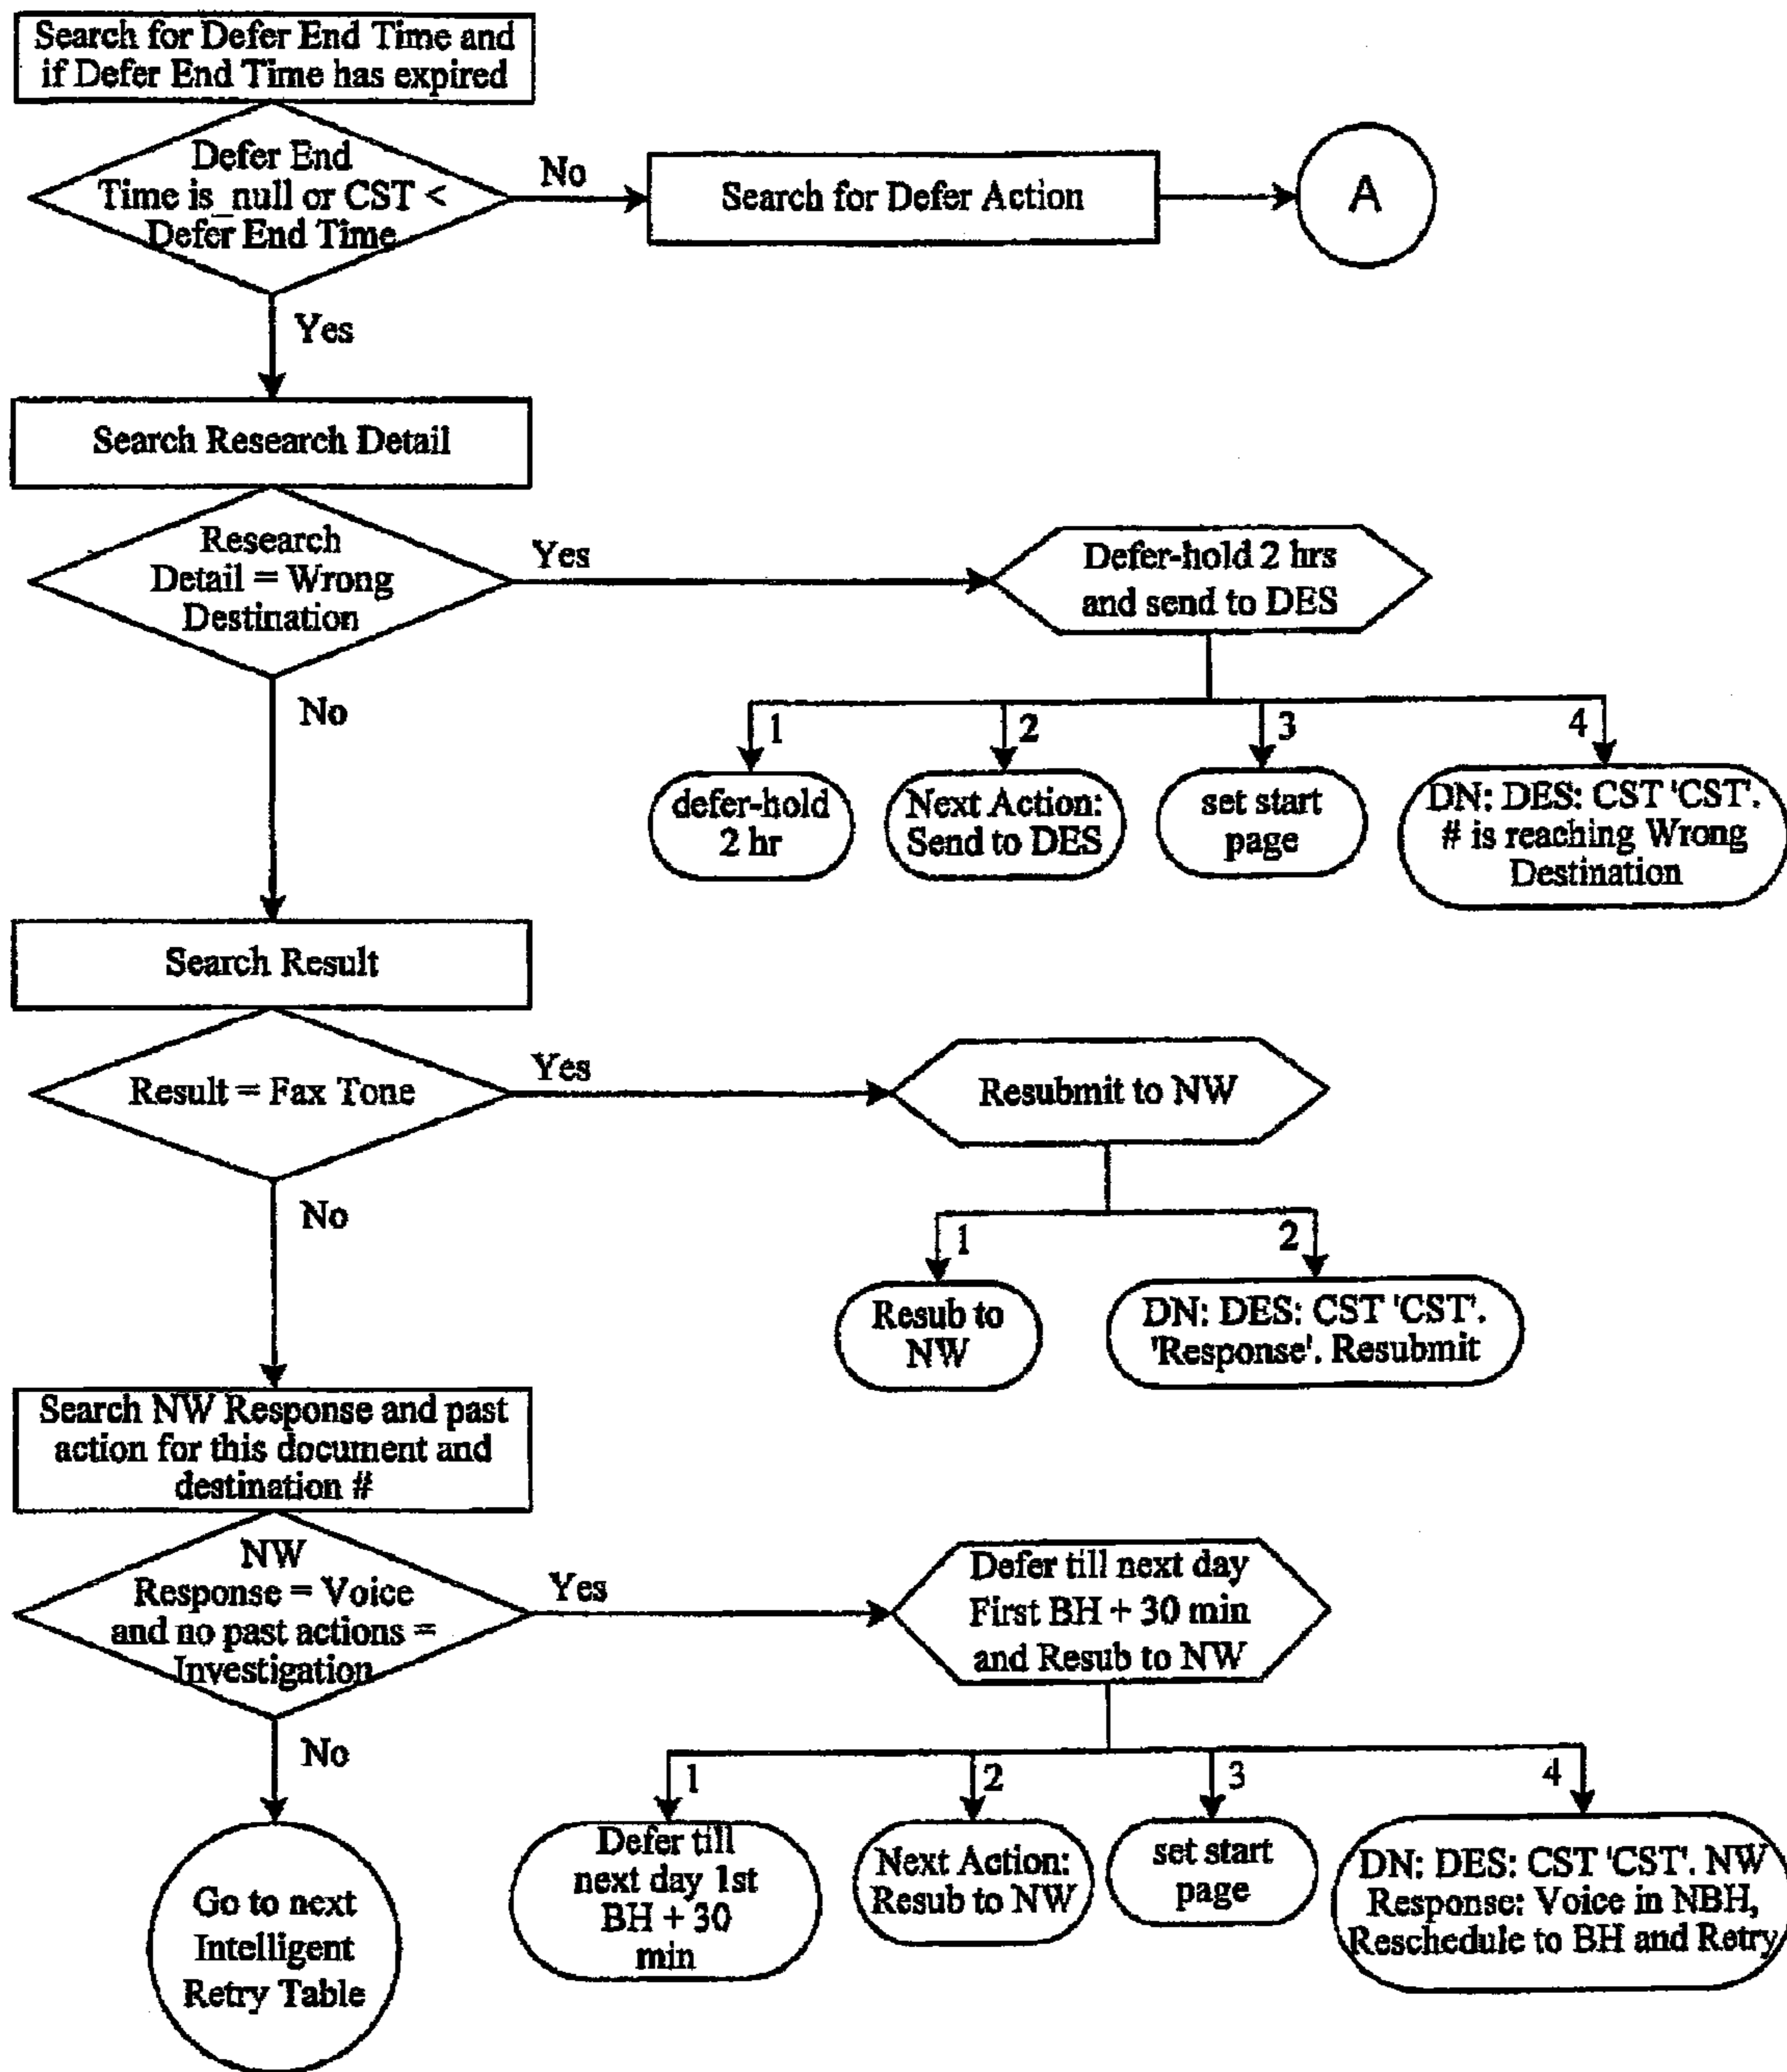 Search for Defer End Time and
if Defer End Time has expired
Defer End
Time is_null or CST <
Defer End Time
No
Search for Defer Action
A
Yes
Search Research Detail
Research
Detail = Wrong
Destination
Yes
Defer-hold 2 hrs
and send to DES
No
1
2
3
4
defer-hold
2 hr
Next Action:
Send to DES
set start
page
DN: DES: CST 'CST'.
# is reaching Wrong
Destination
Search Result
Result = Fax Tone
Yes
Resubmit to NW
No
1
2
Resub to
NW
DN: DES: CST 'CST'.
'Response'. Resubmit
Search NW Response and past
action for this document and
destination #
NW
Response = Voice
and no past actions =
Investigation
Yes
Defer till next day
First BH + 30 min
and Resub to NW
No
1
2
3
4
Defer till
next day 1st
BH + 30
min
Next Action:
Resub to NW
set start
page
DN: DES: CST 'CST'. NW
Response: Voice in NBH,
Reschedule to BH and Retry
Go to next
Intelligent
Retry Table